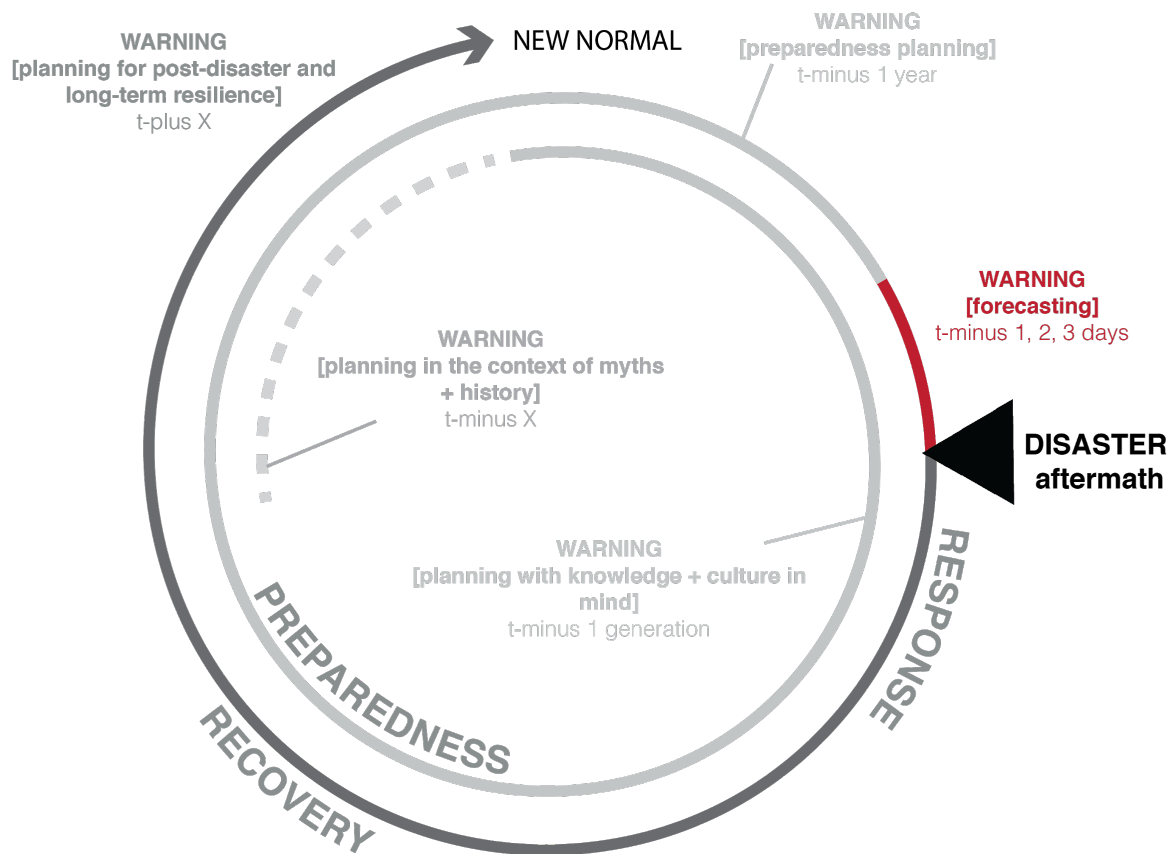 WARNING
[planning for post-disaster and
long-term resilience]
t-plus X
NEW NORMAL
WARNING
[preparedness planning]
t-minus 1 year
WARNING
[forecasting]
t-minus 1, 2, 3 days
WARNING
[planning in the context of myths
+ history]
t-minus X
DISASTER
aftermath
WARNING
[planning with knowledge + culture in
mind]
t-minus 1 generation
RESPONSE
PREPAREDNESS
RECOVERY